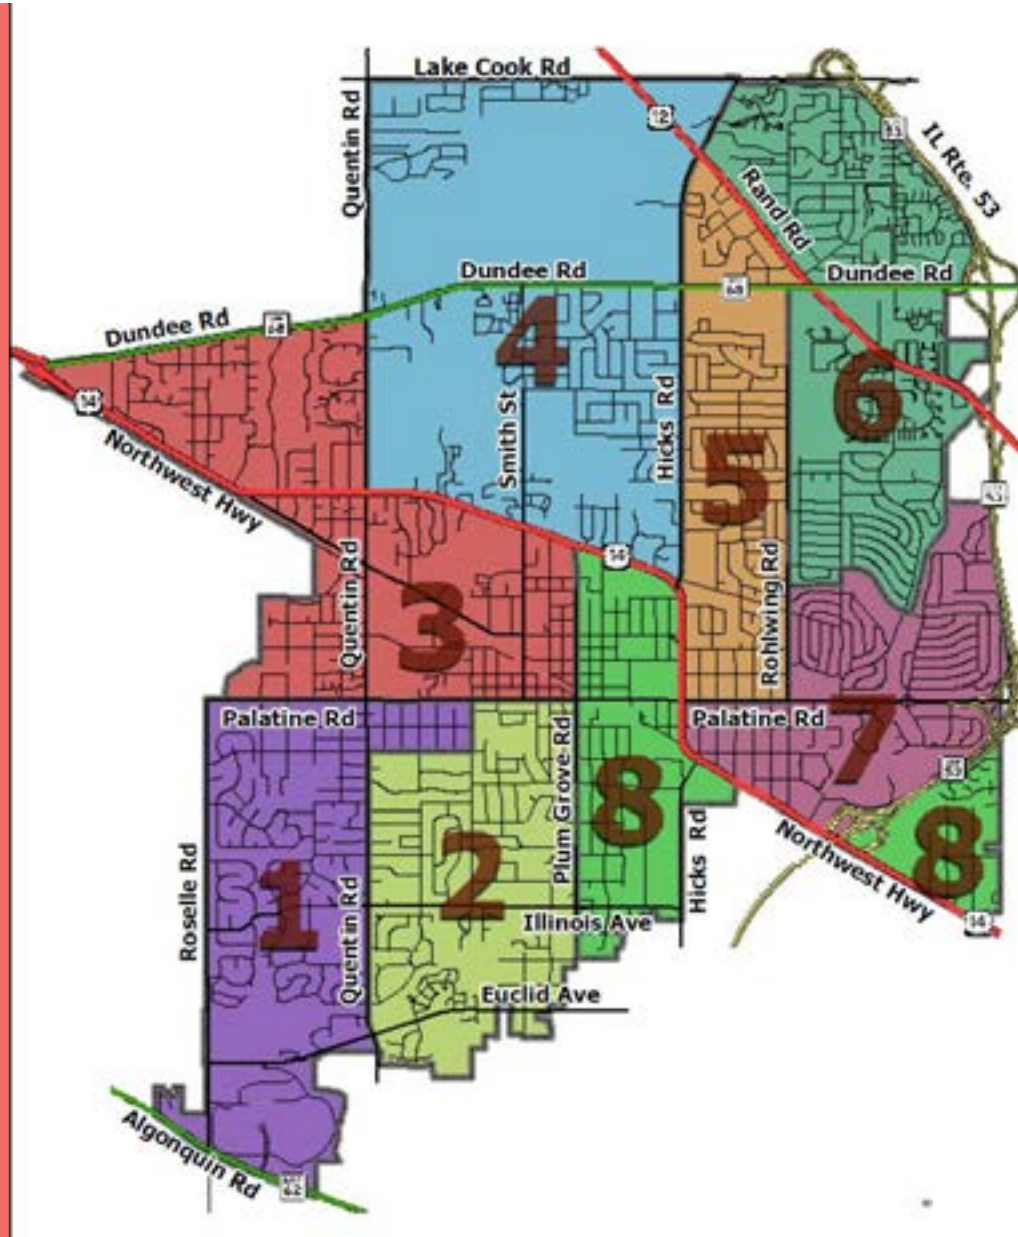 Lake Cook Rd
12
Quentin Rd
53
IL Rte. 53
Rand Rd
Dundee Rd
Dundee Rd
68
Dundee Rd
68
4
14
6
Smith St
Hicks Rd
5
Northwest Hwy
53
14
Quentin Rd
3
Rohlwing Rd
Palatine Rd
Palatine Rd
7
Plum Grove Rd
53
8
8
Roselle Rd
2
Hicks Rd
Northwest Hwy
1
Quentin Rd
Illinois Ave
14
Euclid Ave
Algonquin Rd
62